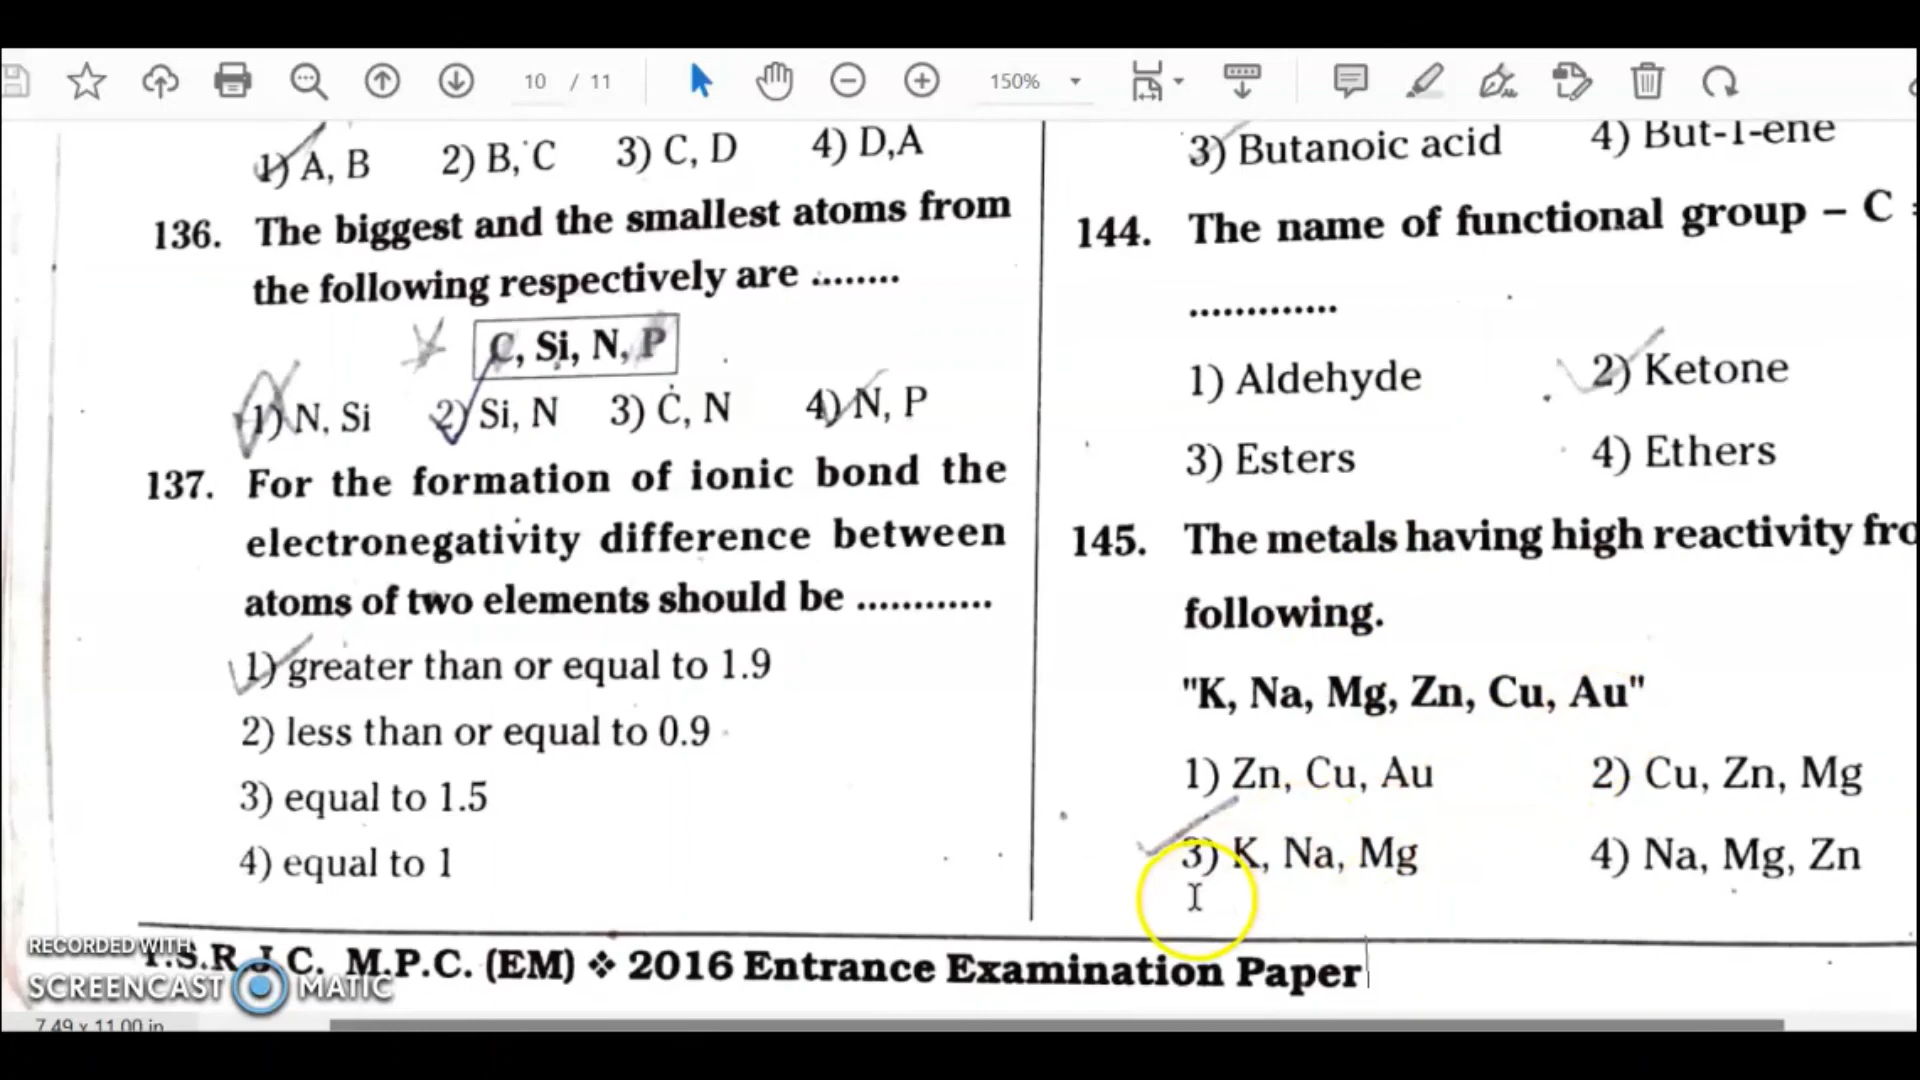 10 / 11
150%
1) A, B 2) B, C 3) C, D 4) D,A
136. The biggest and the smallest atoms from
the following respectively are ........
C, Si, N, P
1) N, Si 2) Si, N 3) C, N 4) N, P
137. For the formation of ionic bond the
electronegativity difference between
atoms of two elements should be ............
1) greater than or equal to 1.9
2) less than or equal to 0.9
3) equal to 1.5
4) equal to 1
3) Butanoic acid 4) But-1-ene
144. The name of functional group – C =
.............
1) Aldehyde 2) Ketone
3) Esters 4) Ethers
145. The metals having high reactivity fro
following.
"K, Na, Mg, Zn, Cu, Au"
1) Zn, Cu, Au 2) Cu, Zn, Mg
3) K, Na, Mg 4) Na, Mg, Zn
T.S.R.J.C. M.P.C. (EM) ❖ 2016 Entrance Examination Paper
RECORDED WITH
SCREENCAST MATIC
7.49 x 11.00 in